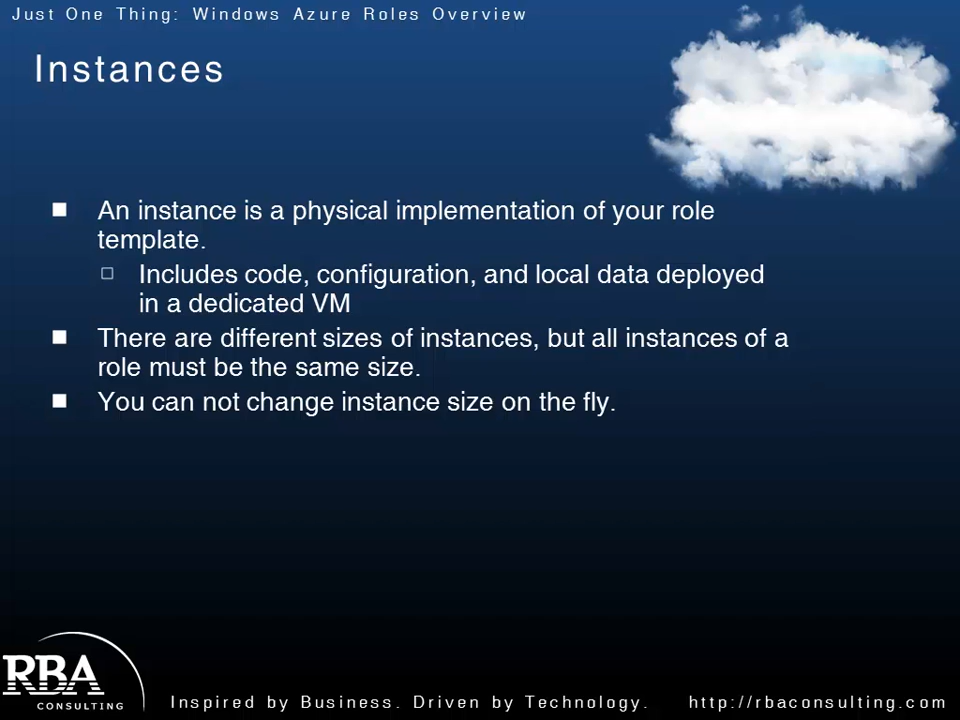 Just One Thing: Windows Azure Roles Overview
Instances
An instance is a physical implementation of your role
template.
Includes code, configuration, and local data deployed
in a dedicated VM
There are different sizes of instances, but all instances of a
role must be the same size.
You can not change instance size on the fly.
RBA
CONSULTING
Inspired by Business. Driven by Technology. http://rbaconsulting.com